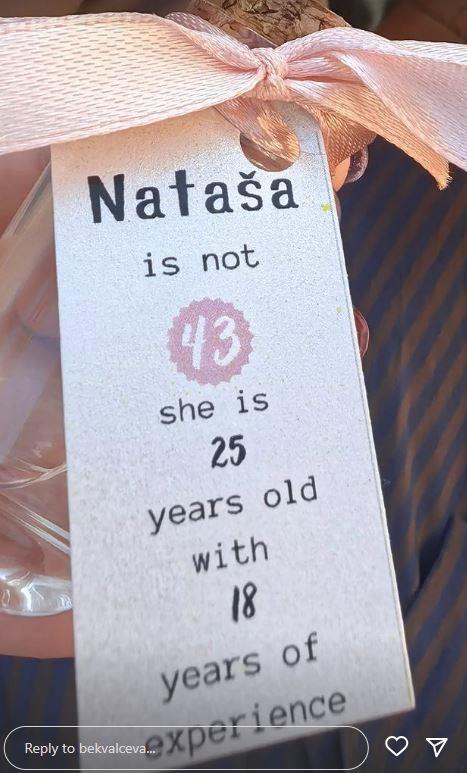 Nataša
is not
43
she is
25
years old
with
18
years of
experience
Reply to bekvalceva...